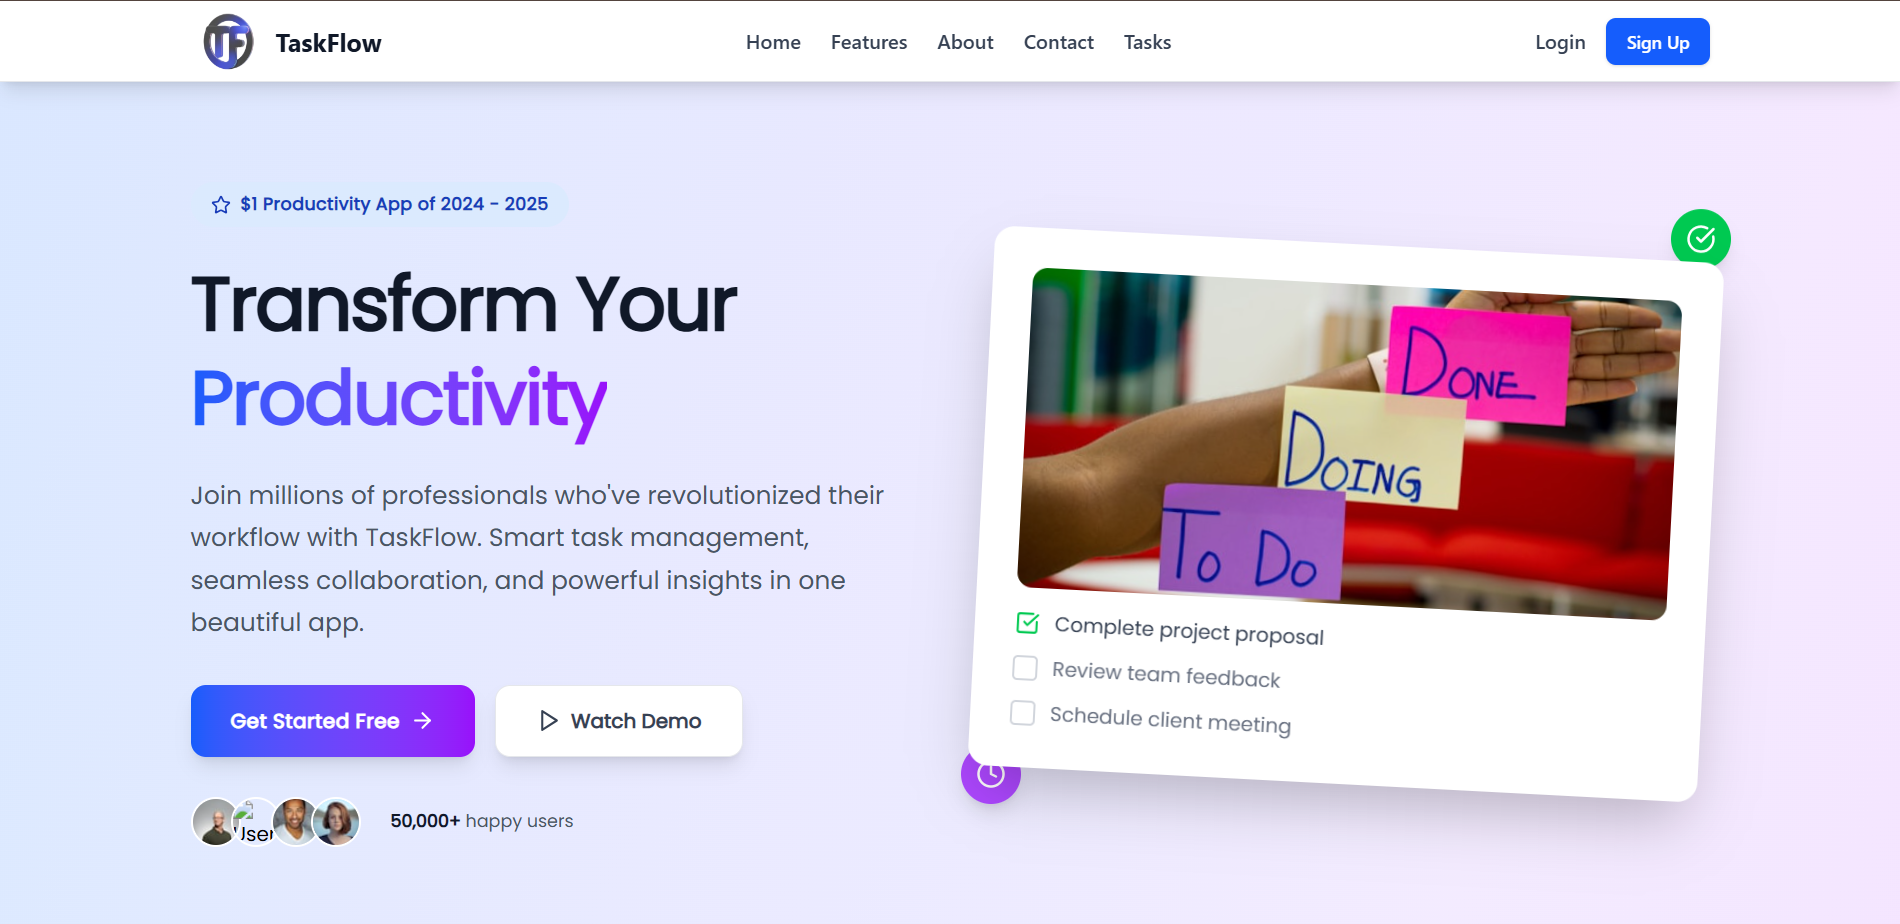 TF
TaskFlow
Home
Features
About
Contact
Tasks
Login
Sign Up
$1 Productivity App of 2024 - 2025
Transform Your
Productivity
Join millions of professionals who've revolutionized their
workflow with TaskFlow. Smart task management,
seamless collaboration, and powerful insights in one
beautiful app.
Get Started Free
Watch Demo
User
50,000+ happy users
DONE
DOING
TO DO
Complete project proposal
Review team feedback
Schedule client meeting